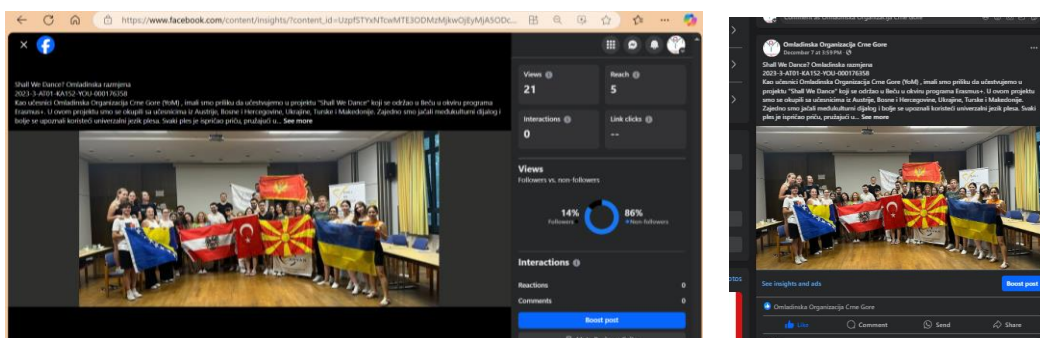 https://www.facebook.com/content/insights/?content_id=UzpfSTYxNTcwMTE3ODMzMjkwOjEyMjA5ODc...
Shall We Dance? Omladinska razmjena
2023-3-AT01-KA152-YOU-000176358
Kao učesnici Omladinska Organizacija Crne Gore (YoM) , imali smo priliku da učestvujemo u projektu "Shall We Dance" koji se održao u Beču u okviru programa
Erasmus+. U ovom projektu smo se okupili sa učesnicima iz Austrije, Bosne i Hercegovine, Ukrajine, Turske i Makedonije. Zajedno smo jačali međukulturni dijalog i
bolje se upoznali koristeći univerzalni jezik plesa. Svaki ples je ispričao priču, pružajući u... See more
Views
21
Reach
5
Interactions
0
Link clicks
--
Views
Followers vs. non-followers
14%
Followers
86%
Non-followers
Interactions
Reactions 0
Comments 0
Boost post
Comment as Omladinska Organizacija Crne Gore
Omladinska Organizacija Crne Gore
December 7 at 3:59 PM
Shall We Dance? Omladinska razmjena
2023-3-AT01-KA152-YOU-000176358
Kao učesnici Omladinska Organizacija Crne Gore (YoM) , imali smo priliku da učestvujemo u
projektu "Shall We Dance" koji se održao u Beču u okviru programa Erasmus+. U ovom projektu
smo se okupili sa učesnicima iz Austrije, Bosne i Hercegovine, Ukrajine, Turske i Makedonije.
Zajedno smo jačali međukulturni dijalog i bolje se upoznali koristeći univerzalni jezik plesa. Svaki
ples je ispričao priču, pružajući u... See more
See insights and ads
Boost post
Omladinska Organizacija Crne Gore
Like
Comment
Send
Share